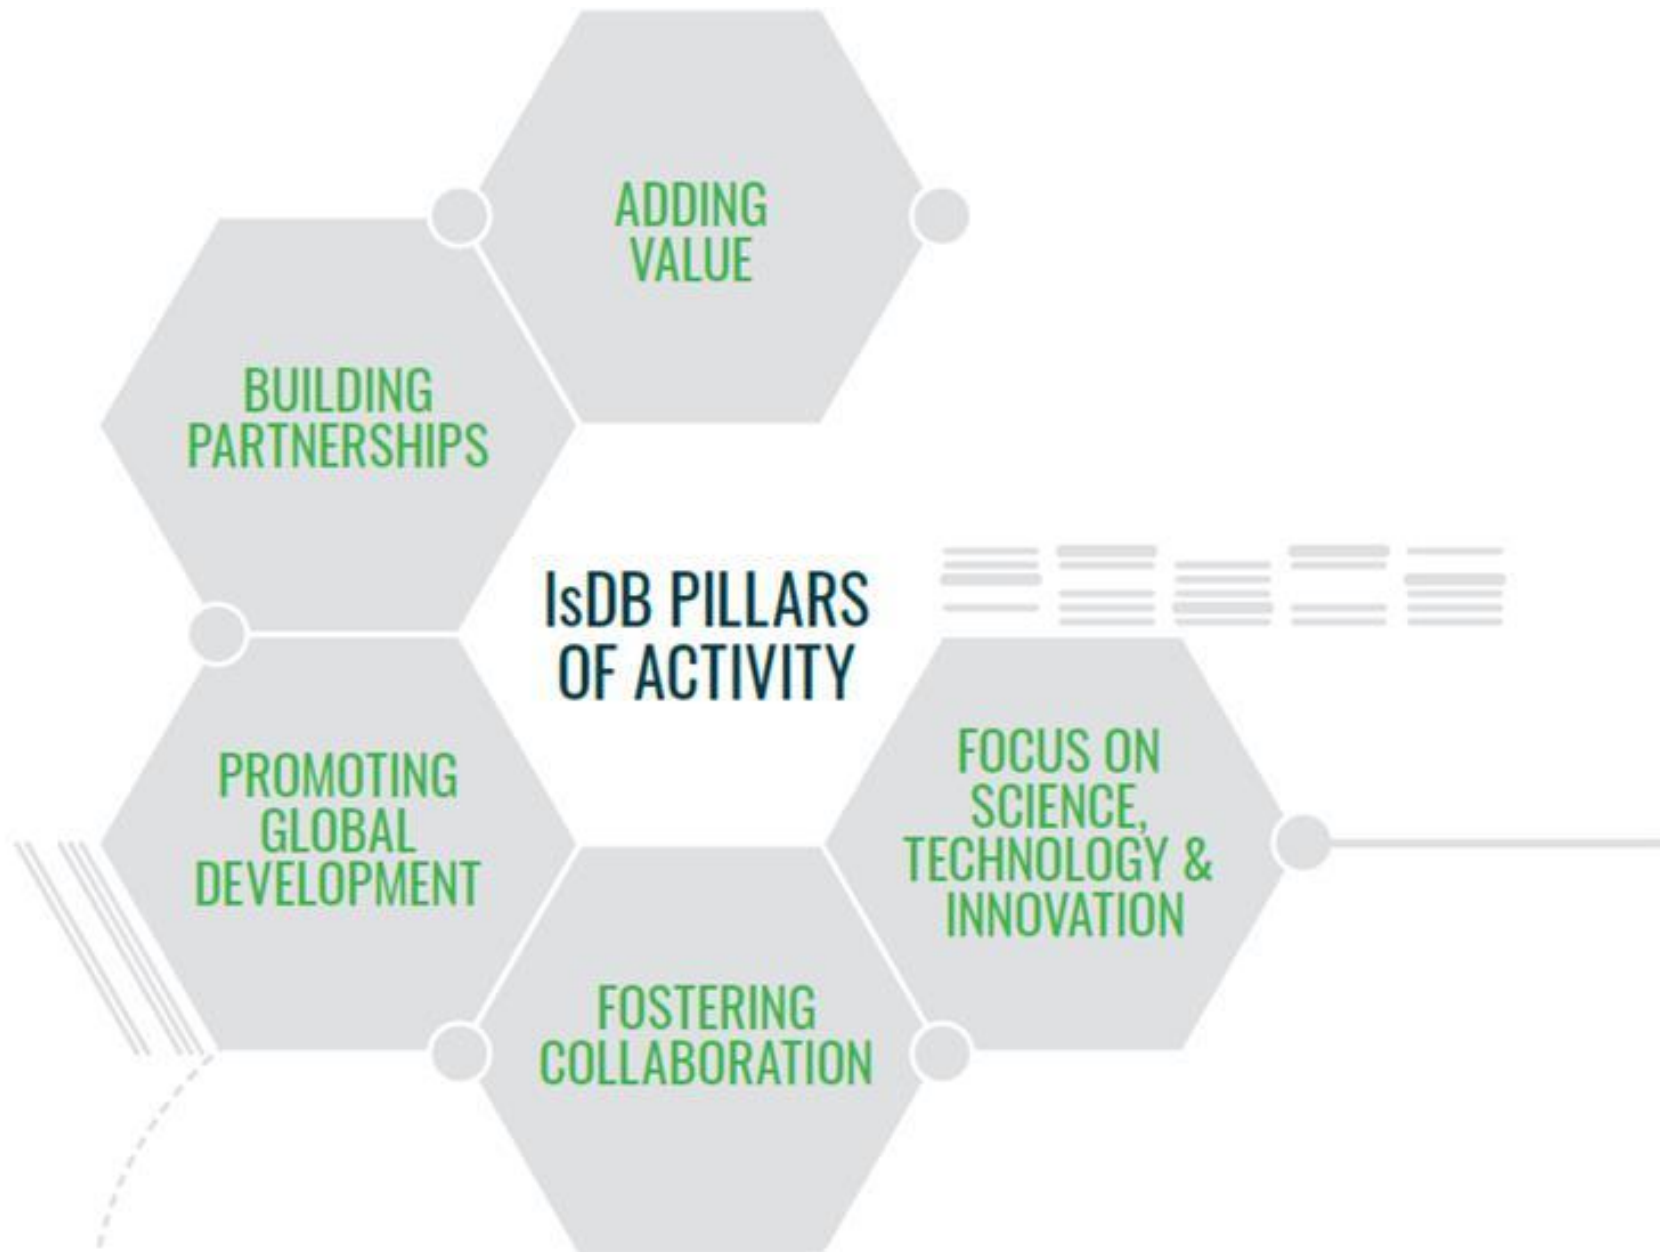 ADDING
VALUE
BUILDING
PARTNERSHIPS
IsDB PILLARS
OF ACTIVITY
PROMOTING
GLOBAL
DEVELOPMENT
FOCUS ON
SCIENCE,
TECHNOLOGY &
INNOVATION
FOSTERING
COLLABORATION